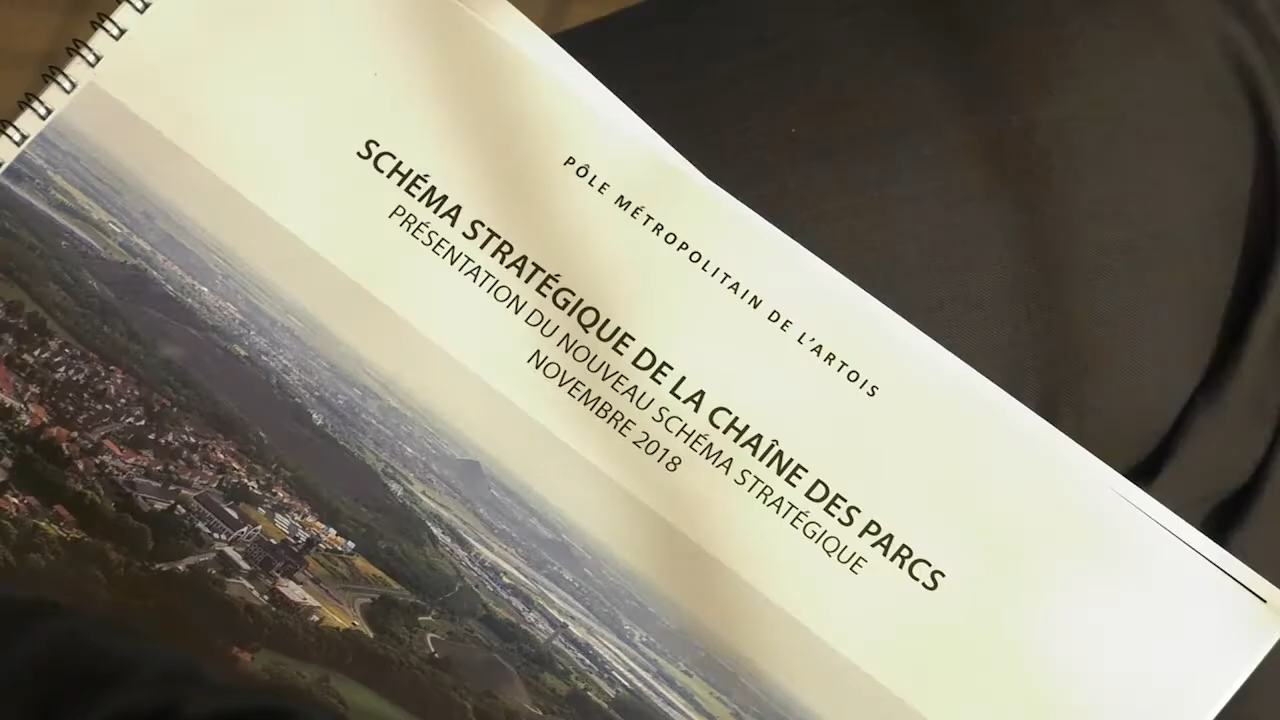 PÔLE MÉTROPOLITAIN DE L'ARTOIS
SCHÉMA STRATÉGIQUE DE LA CHAÎNE DES PARCS
PRÉSENTATION DU NOUVEAU SCHÉMA STRATÉGIQUE
NOVEMBRE 2018